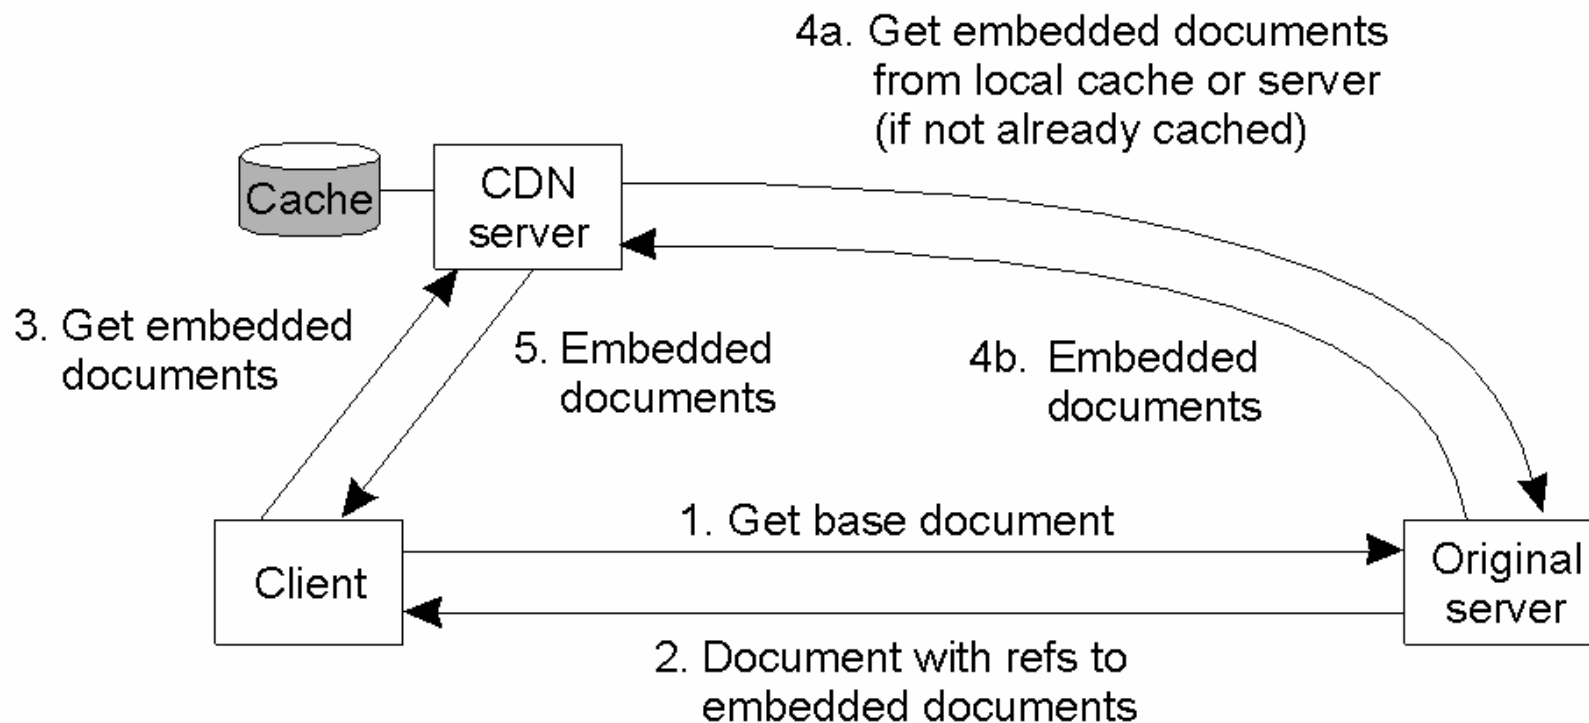 4a. Get embedded documents
from local cache or server
(if not already cached)
Cache
CDN
server
3. Get embedded
documents
5. Embedded
documents
4b. Embedded
documents
1. Get base document
Client
Original
server
2. Document with refs to
embedded documents